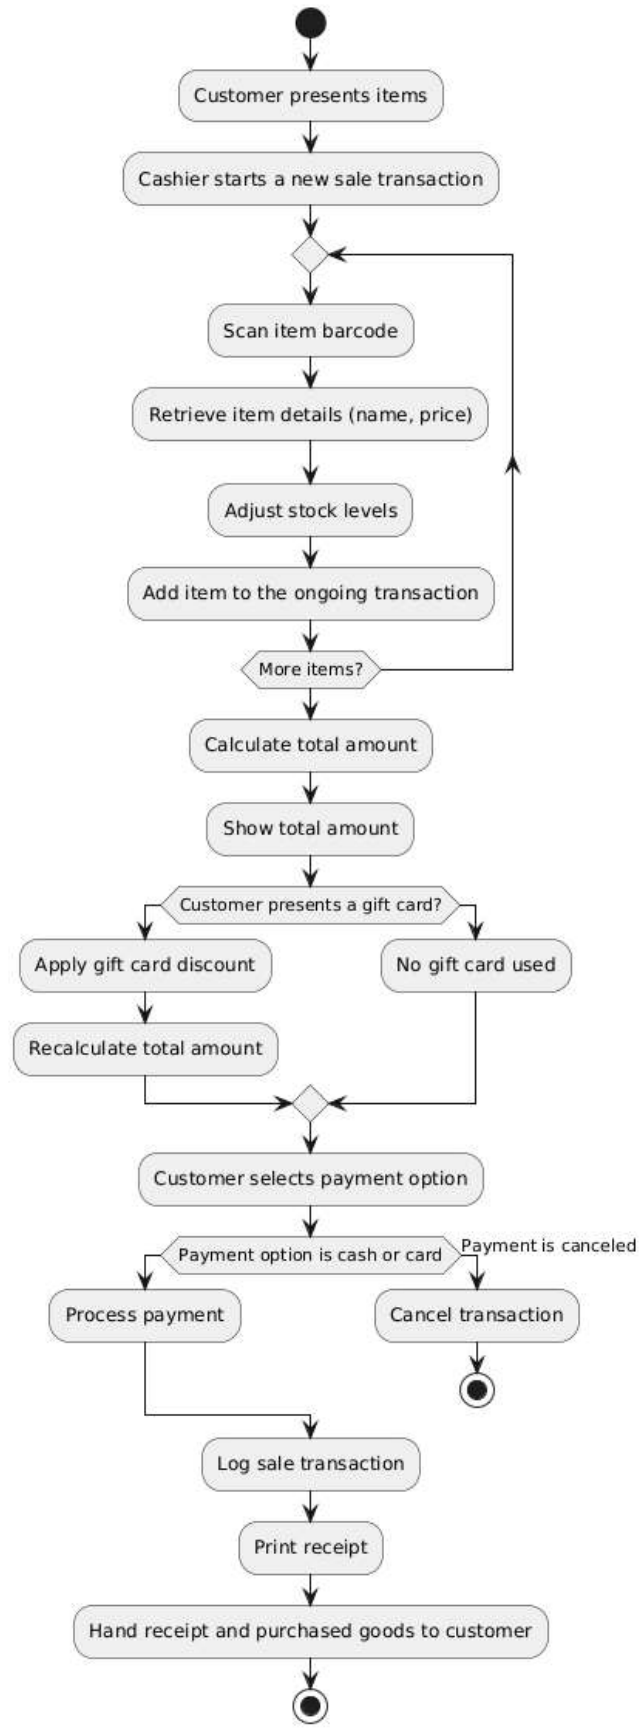 Customer presents items
Cashier starts a new sale transaction
Scan item barcode
Retrieve item details (name, price)
Adjust stock levels
Add item to the ongoing transaction
More items?
Calculate total amount
Show total amount
Customer presents a gift card?
Apply gift card discount
No gift card used
Recalculate total amount
Customer selects payment option
Payment option is cash or card
Payment is canceled
Process payment
Cancel transaction
Log sale transaction
Print receipt
Hand receipt and purchased goods to customer